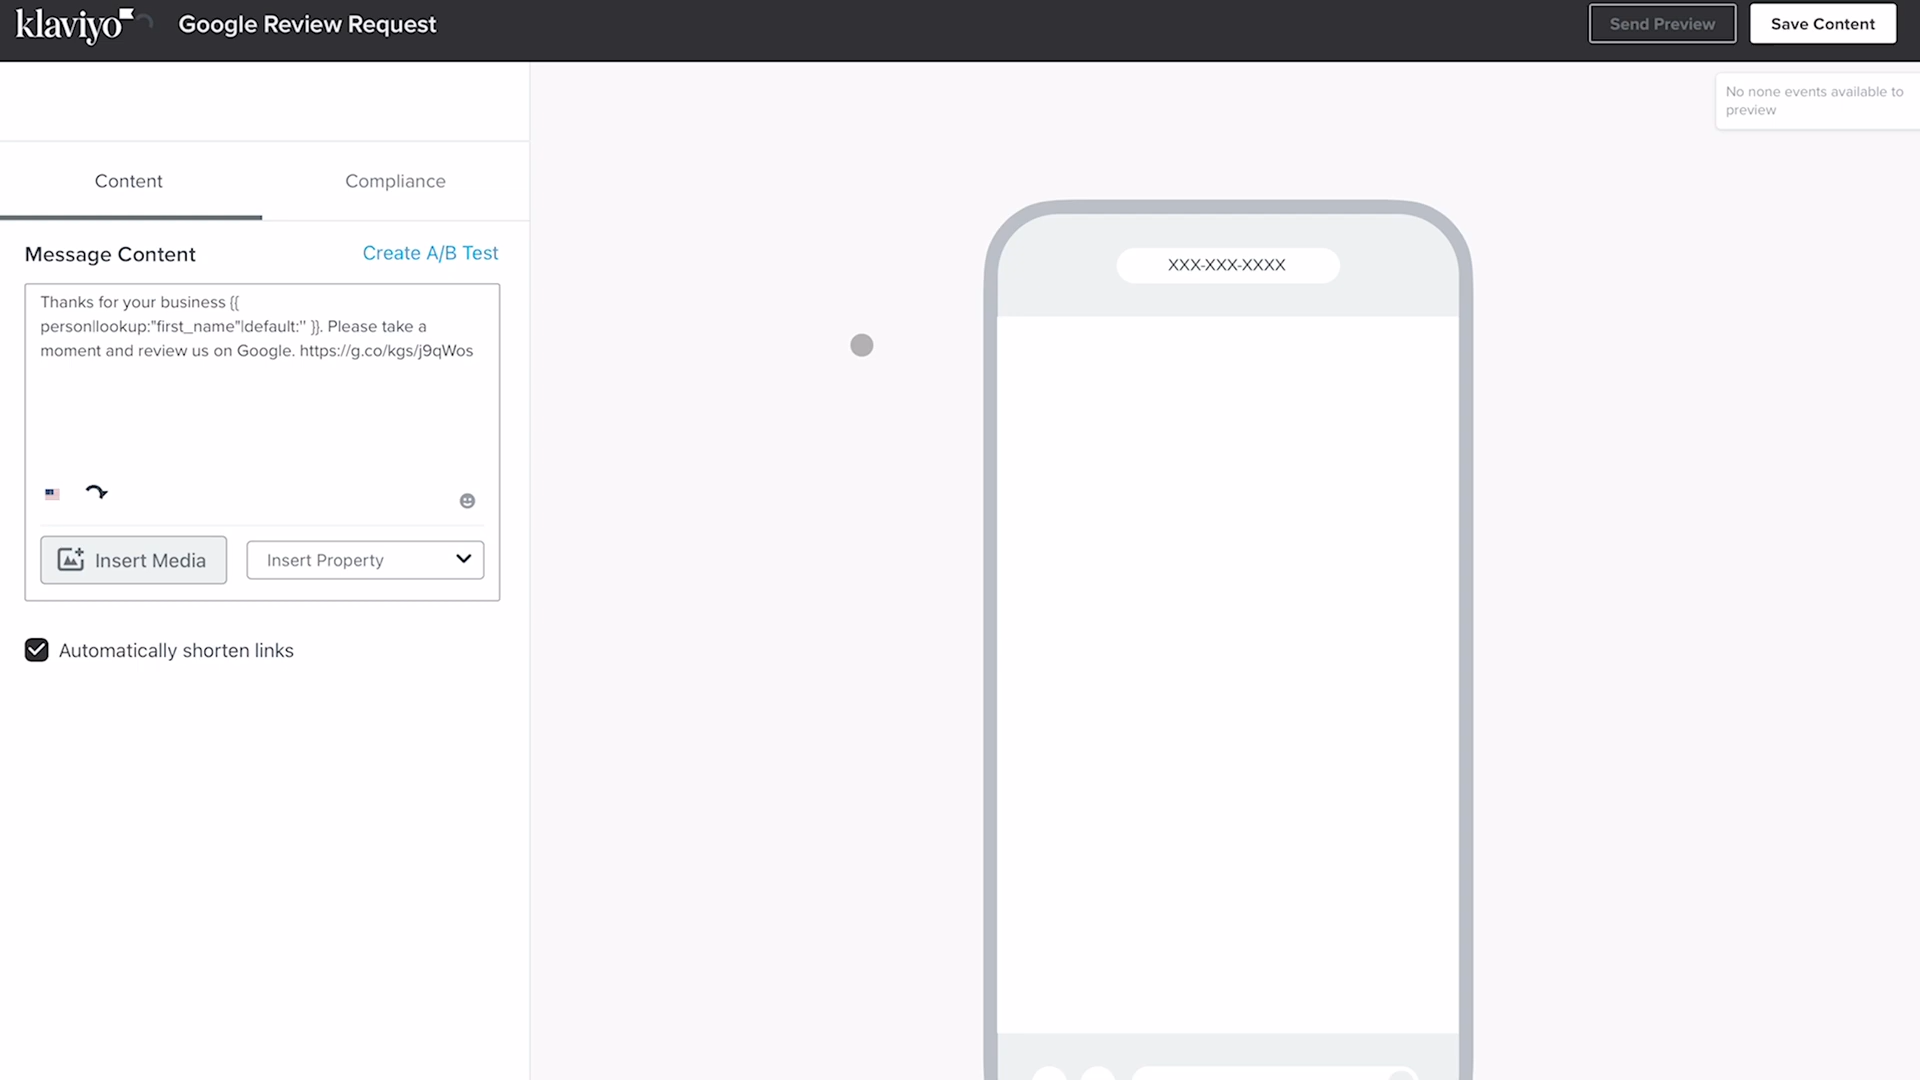 klaviyo
Google Review Request
Send Preview
Save Content
No none events available to
preview
Content
Compliance
Message Content
Create A/B Test
Thanks for your business {{
person|lookup:"first_name"|default:'' }}. Please take a
moment and review us on Google. https://g.co/kgs/j9qWos
Insert Media
Insert Property
Automatically shorten links
XXX-XXX-XXXX